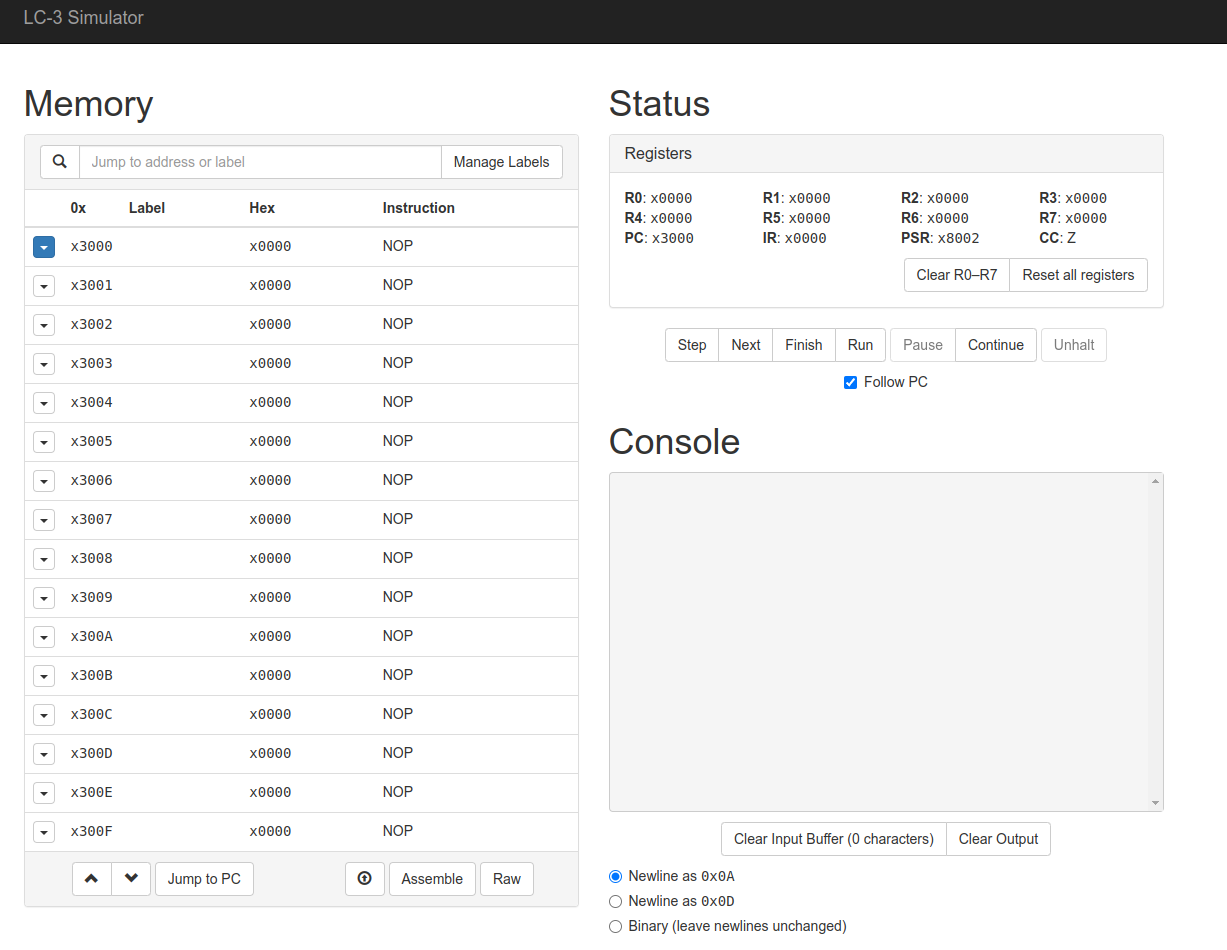 LC-3 Simulator
Memory
Jump to address or label
Manage Labels
0x Label Hex Instruction
x3000 x0000 NOP
x3001 x0000 NOP
x3002 x0000 NOP
x3003 x0000 NOP
x3004 x0000 NOP
x3005 x0000 NOP
x3006 x0000 NOP
x3007 x0000 NOP
x3008 x0000 NOP
x3009 x0000 NOP
x300A x0000 NOP
x300B x0000 NOP
x300C x0000 NOP
x300D x0000 NOP
x300E x0000 NOP
x300F x0000 NOP
Jump to PC Assemble Raw
Status
Registers
R0: x0000 R1: x0000 R2: x0000 R3: x0000
R4: x0000 R5: x0000 R6: x0000 R7: x0000
PC: x3000 IR: x0000 PSR: x8002 CC: Z
Clear R0–R7 Reset all registers
Step Next Finish Run Pause Continue Unhalt
Follow PC
Console
Clear Input Buffer (0 characters) Clear Output
Newline as 0x0A
Newline as 0x0D
Binary (leave newlines unchanged)